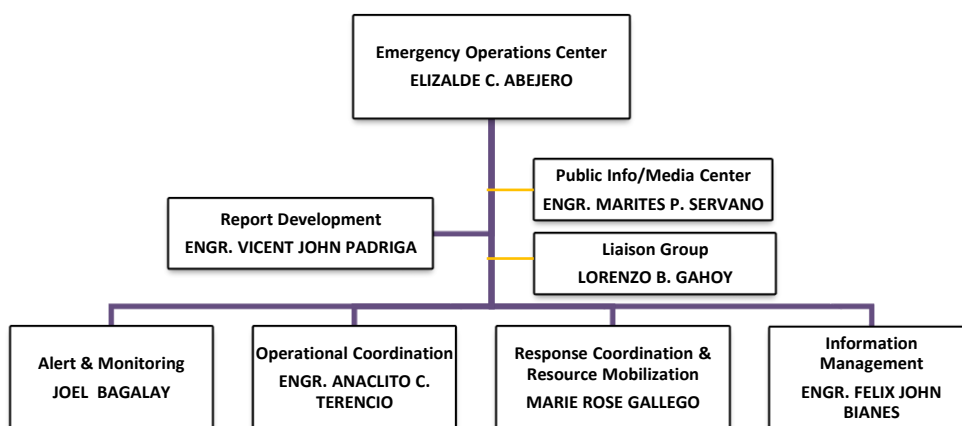 Emergency Operations Center
ELIZALDE C. ABEJERO
Public Info/Media Center
ENGR. MARITES P. SERVANO
Report Development
ENGR. VICENT JOHN PADRIGA
Liaison Group
LORENZO B. GAHOY
Alert & Monitoring
JOEL BAGALAY
Operational Coordination
ENGR. ANACLITO C.
TERENCIO
Response Coordination &
Resource Mobilization
MARIE ROSE GALLEGO
Information
Management
ENGR. FELIX JOHN
BIANES